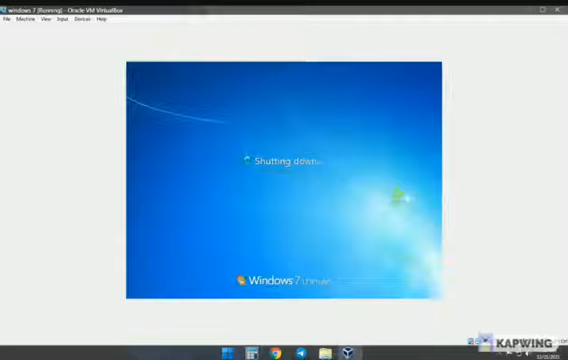 windows 7 [Running] - Oracle VM VirtualBox
File Machine View Input Devices Help
Shutting down...
Windows 7 Ultimate
KAPWING